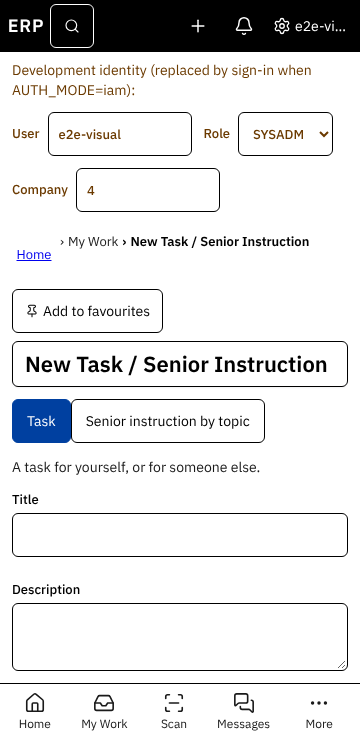 ERP
e2e-vi...
Development identity (replaced by sign-in when
AUTH_MODE=iam):
User
e2e-visual
Role
SYSADM
Company
4
Home
› My Work › New Task / Senior Instruction
Add to favourites
New Task / Senior Instruction
Task
Senior instruction by topic
A task for yourself, or for someone else.
Title
Description
Home
My Work
Scan
Messages
More